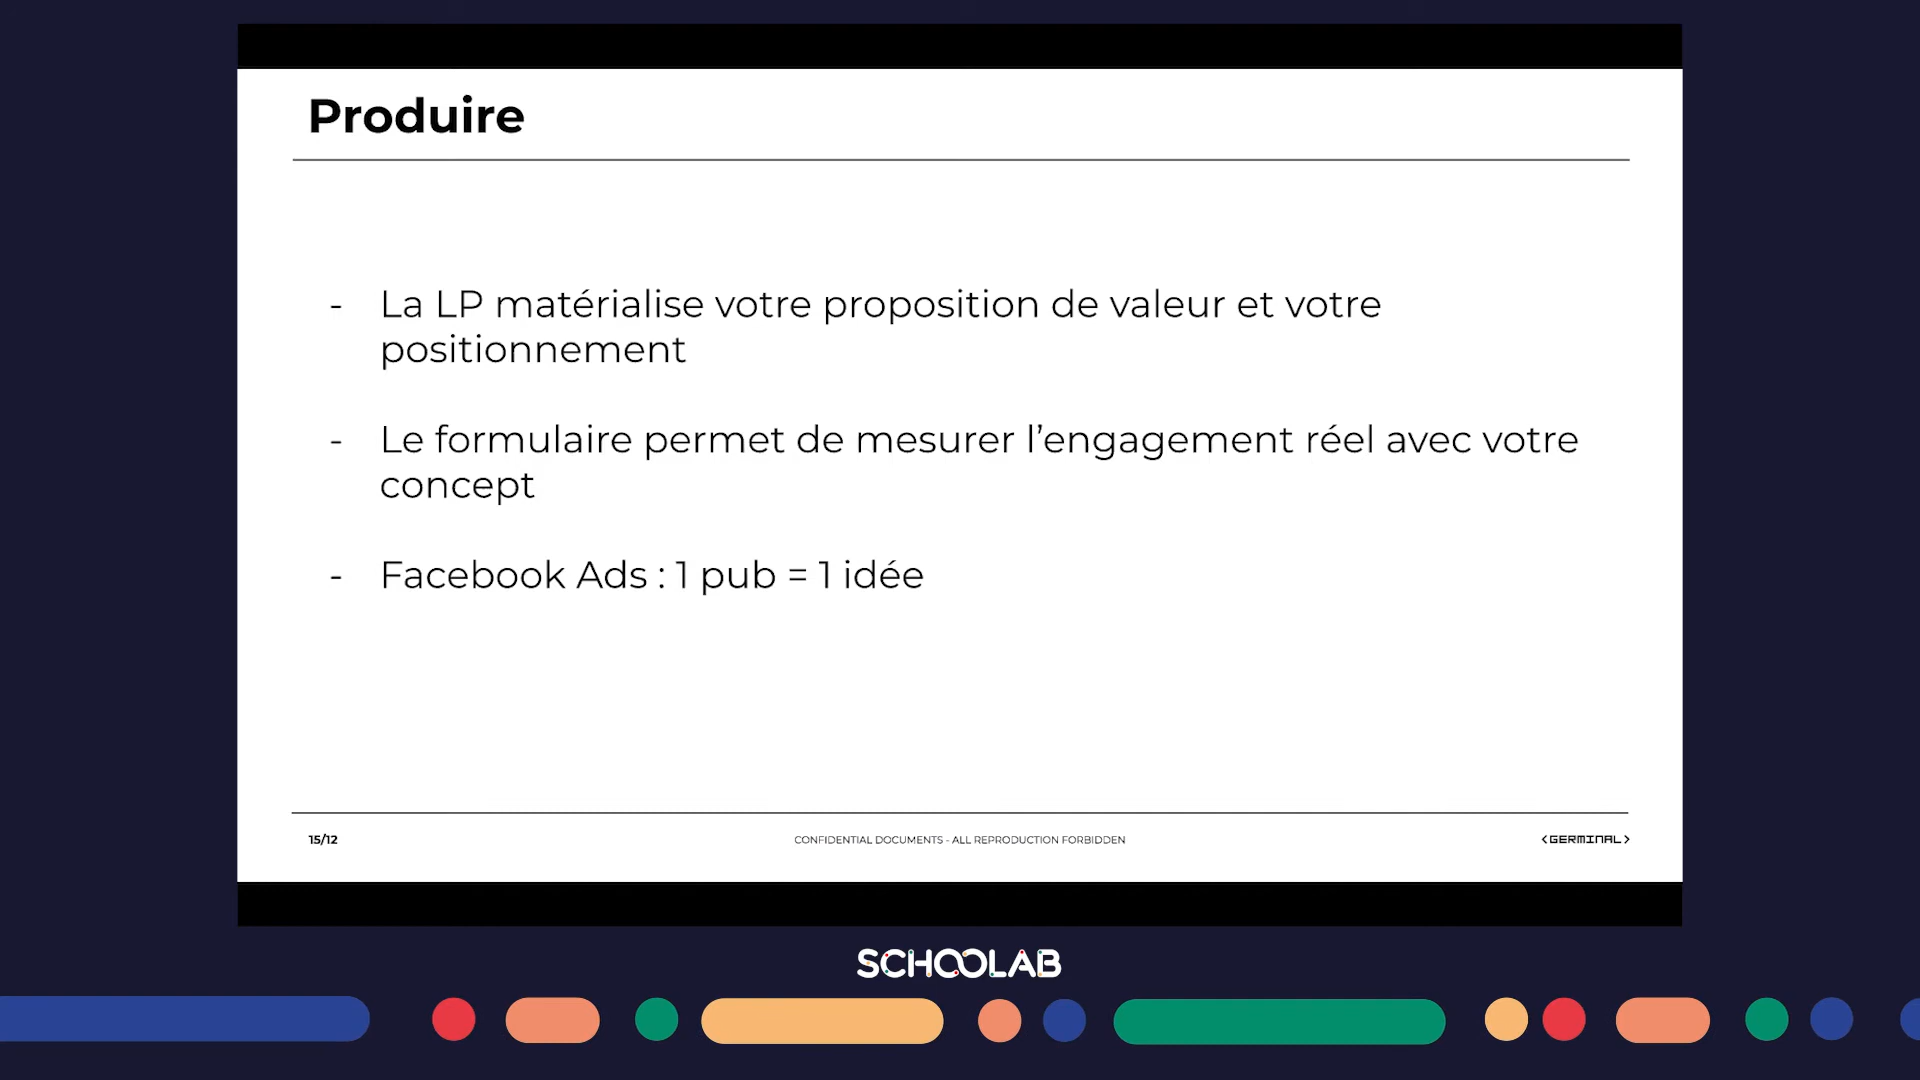 Produire
- La LP matérialise votre proposition de valeur et votre
positionnement
- Le formulaire permet de mesurer l’engagement réel avec votre
concept
- Facebook Ads : 1 pub = 1 idée
15/12
CONFIDENTIAL DOCUMENTS - ALL REPRODUCTION FORBIDDEN
<GERMINAL>
SCHOOLAB